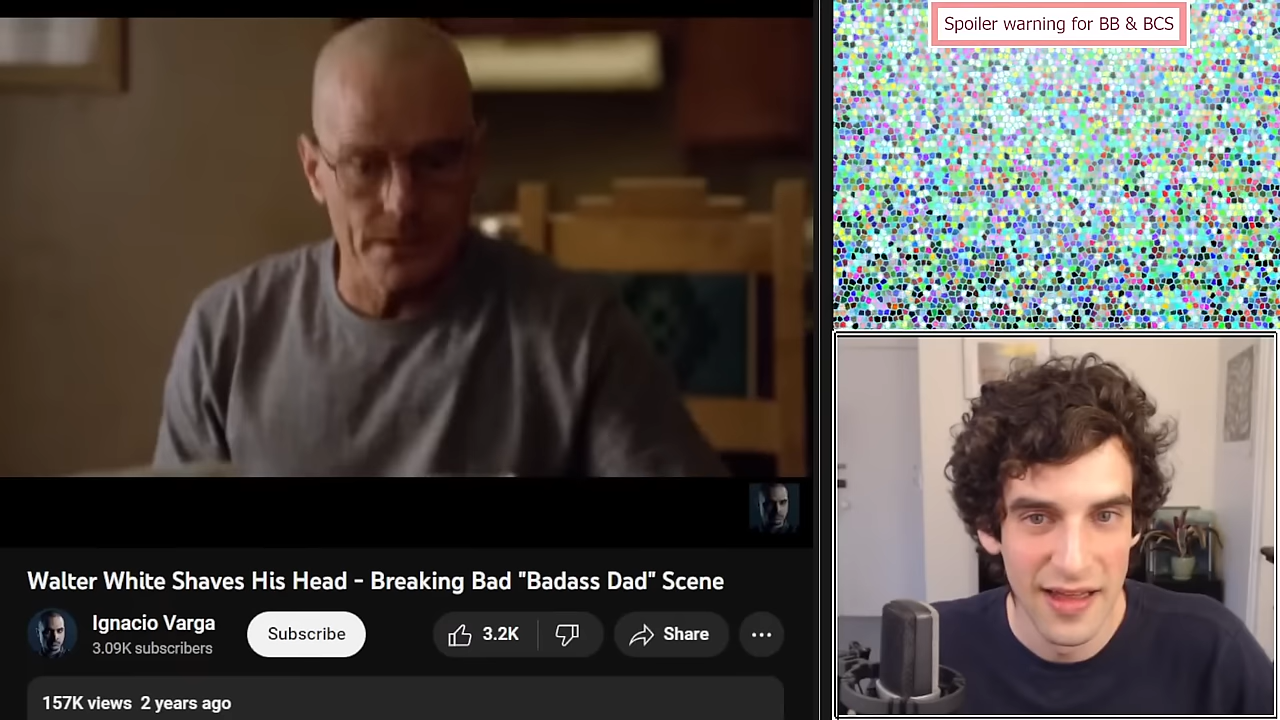 Spoiler warning for BB & BCS
Walter White Shaves His Head - Breaking Bad "Badass Dad" Scene
Ignacio Varga
3.09K subscribers
Subscribe
3.2K
Share
157K views 2 years ago